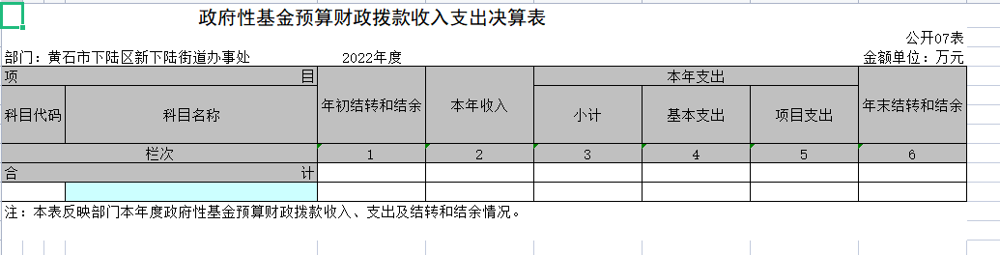 政府性基金预算财政拨款收入支出决算表
公开07表
部门：黄石市下陆区新下陆街道办事处 2022年度 金额单位：万元
项 目 年初结转和结余 本年收入 本年支出 年末结转和结余
科目代码 科目名称 小计 基本支出 项目支出
栏次 1 2 3 4 5 6
合 计
注：本表反映部门本年度政府性基金预算财政拨款收入、支出及结转和结余情况。